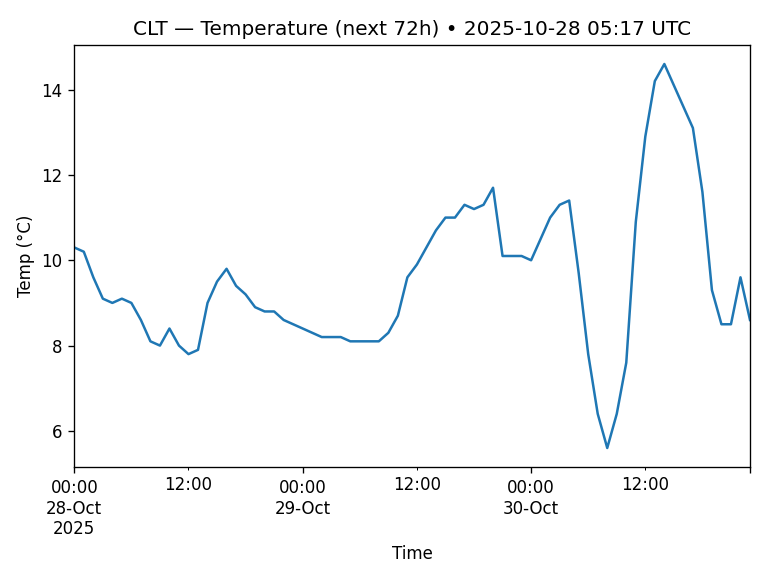 CLT — Temperature (next 72h) • 2025-10-28 05:17 UTC
14
12
10
8
6
Temp (°C)
00:00 12:00 00:00 12:00 00:00 12:00
28-Oct 29-Oct 30-Oct
2025
Time